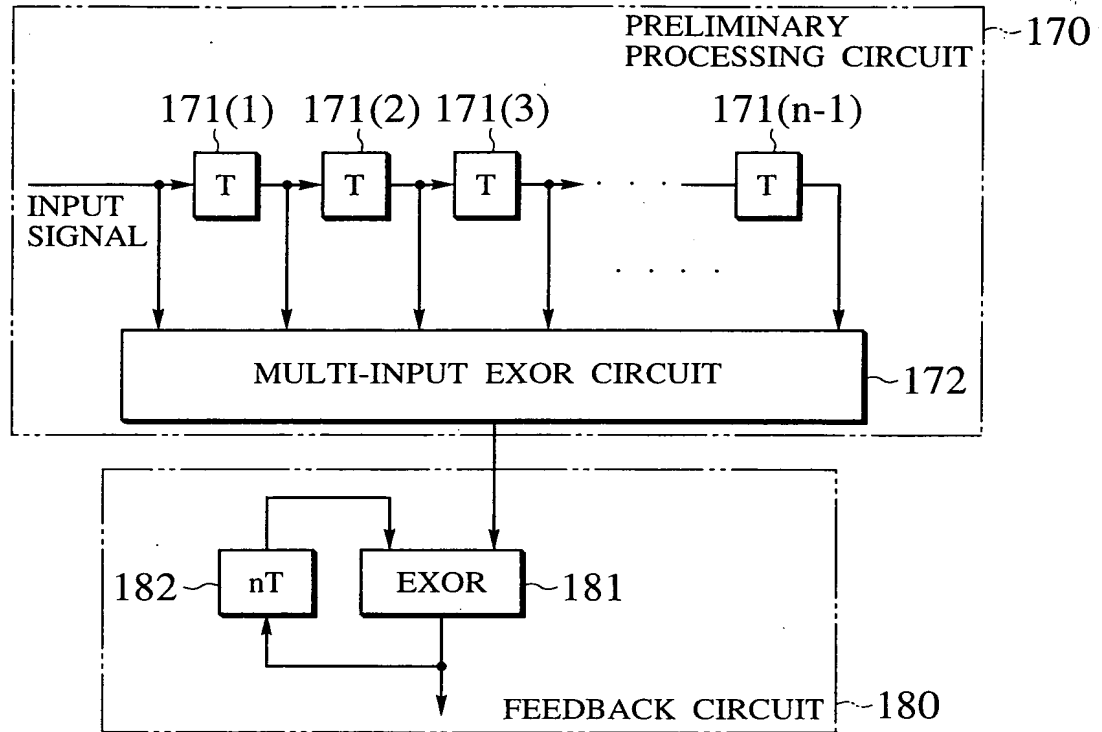 PRELIMINARY
PROCESSING CIRCUIT
170
171(1)
171(2)
171(3)
171(n-1)
T
T
T
· · · ·
T
INPUT
SIGNAL
· · · ·
MULTI-INPUT EXOR CIRCUIT
172
182
nT
EXOR
181
FEEDBACK CIRCUIT
180